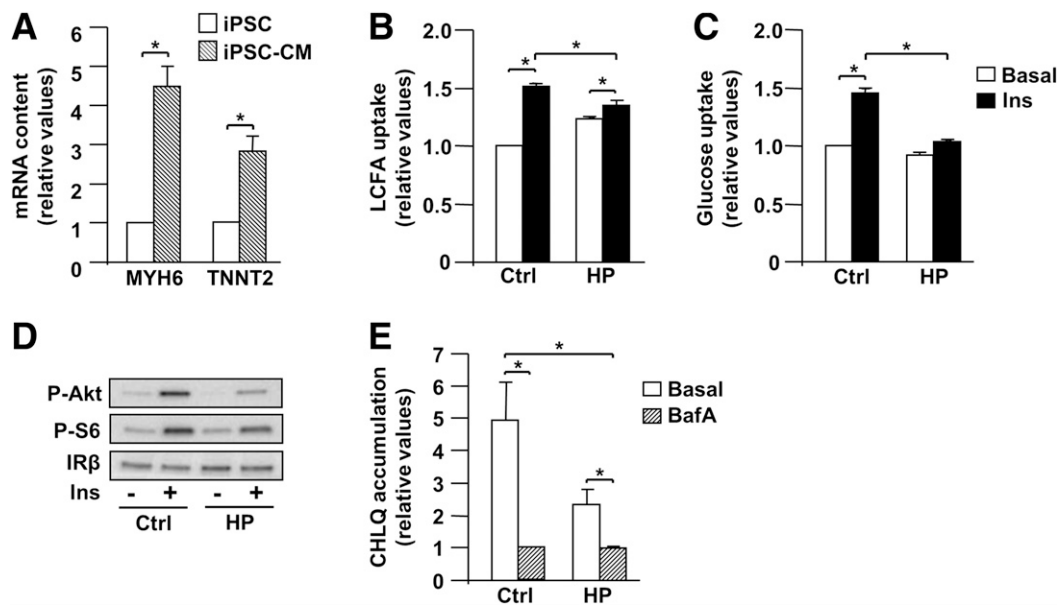 A
mRNA content
(relative values)
6
5
4
3
2
1
0
*
*
MYH6 TNNT2
iPSC
iPSC-CM
B
LCFA uptake
(relative values)
2.0
1.5
1.0
0.5
0
*
*
*
Ctrl HP
C
Glucose uptake
(relative values)
2.0
1.5
1.0
0.5
0
*
*
Ctrl HP
Basal
Ins
D
P-Akt
P-S6
IRβ
Ins - + - +
Ctrl HP
E
CHLQ accumulation
(relative values)
7
6
5
4
3
2
1
0
*
*
*
Ctrl HP
Basal
BafA